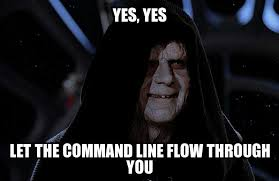 YES, YES
LET THE COMMAND LINE FLOW THROUGH
YOU